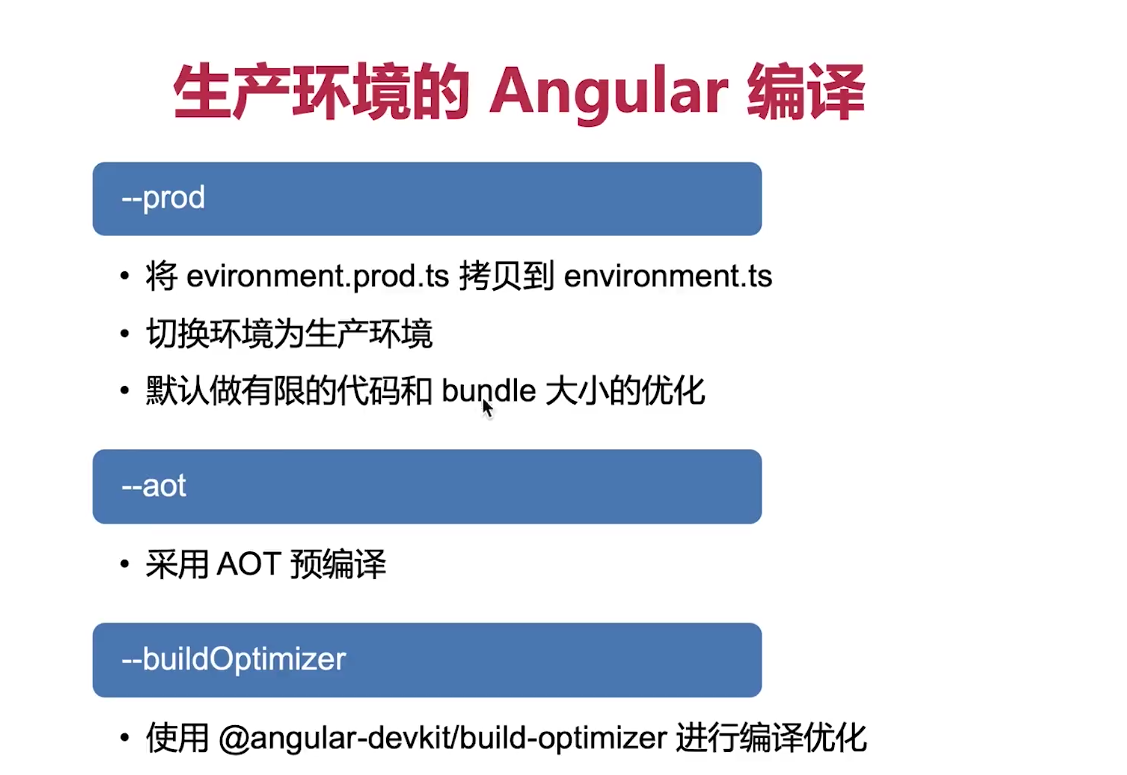 生产环境的 Angular 编译
--prod
• 将 evironment.prod.ts 拷贝到 environment.ts
• 切换环境为生产环境
• 默认做有限的代码和 bundle 大小的优化
--aot
• 采用 AOT 预编译
--buildOptimizer
• 使用 @angular-devkit/build-optimizer 进行编译优化